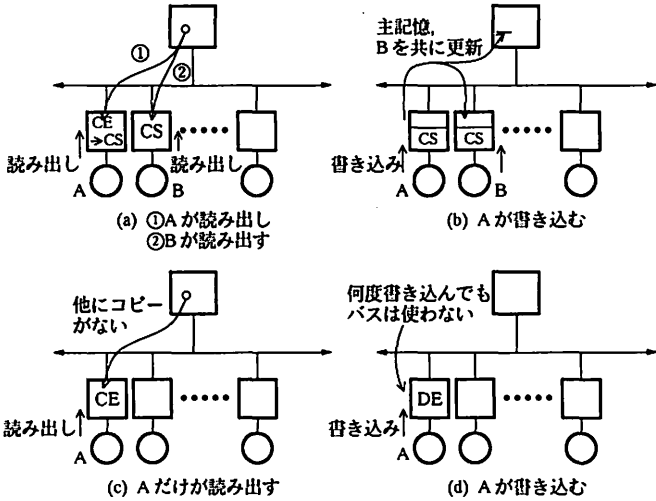 ①
②
CE
→CS
CS
読み出し
読み出し
A
B
(a) ①Aが読み出し
②Bが読み出す
主記憶,
Bを共に更新
CS
CS
書き込み
A
B
(b) Aが書き込む
他にコピー
がない
CE
読み出し
A
(c) Aだけが読み出す
何度書き込んでも
バスは使わない
DE
書き込み
A
(d) Aが書き込む